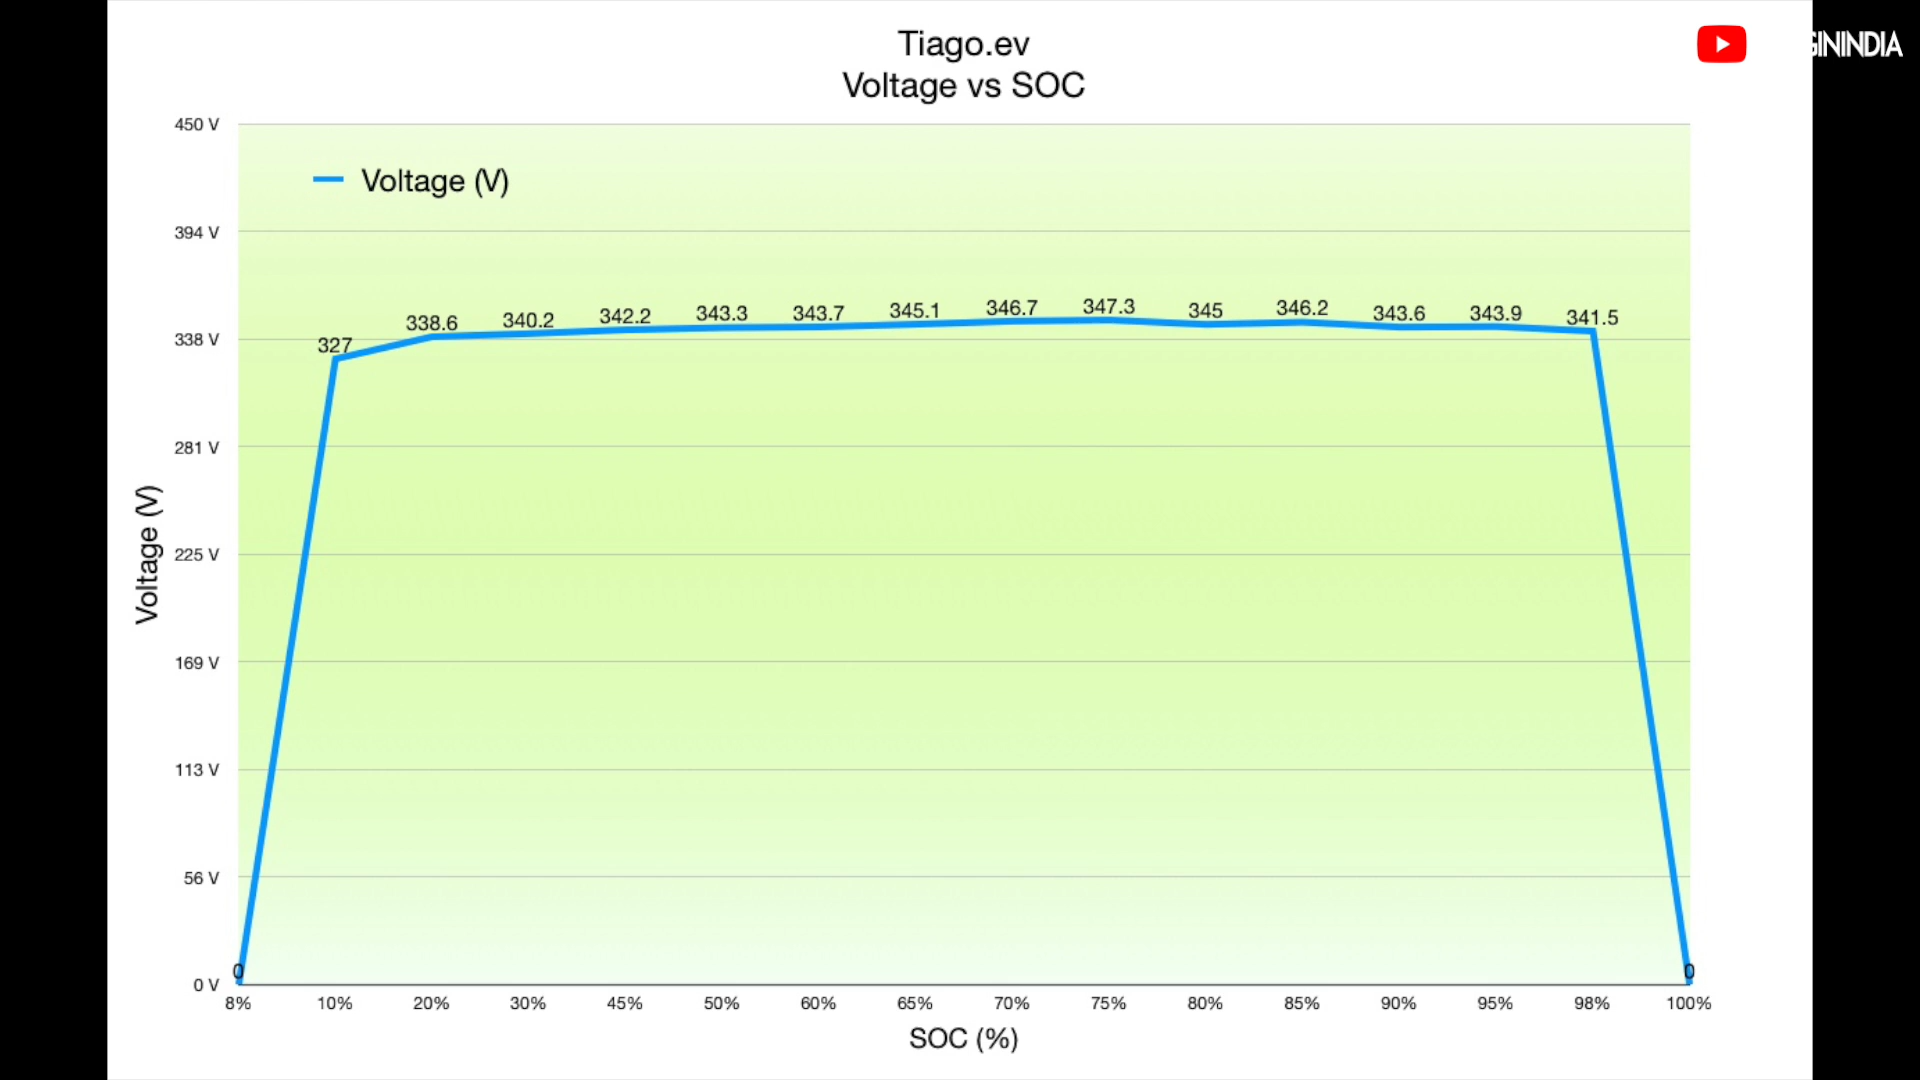 Tiago.ev
Voltage vs SOC
ININDIA
450 V
Voltage (V)
394 V
327
338.6
340.2
342.2
343.3
343.7
345.1
346.7
347.3
345
346.2
343.6
343.9
341.5
338 V
281 V
Voltage (V)
225 V
169 V
113 V
56 V
0 V
0
0
8%
10%
20%
30%
45%
50%
60%
65%
70%
75%
80%
85%
90%
95%
98%
100%
SOC (%)